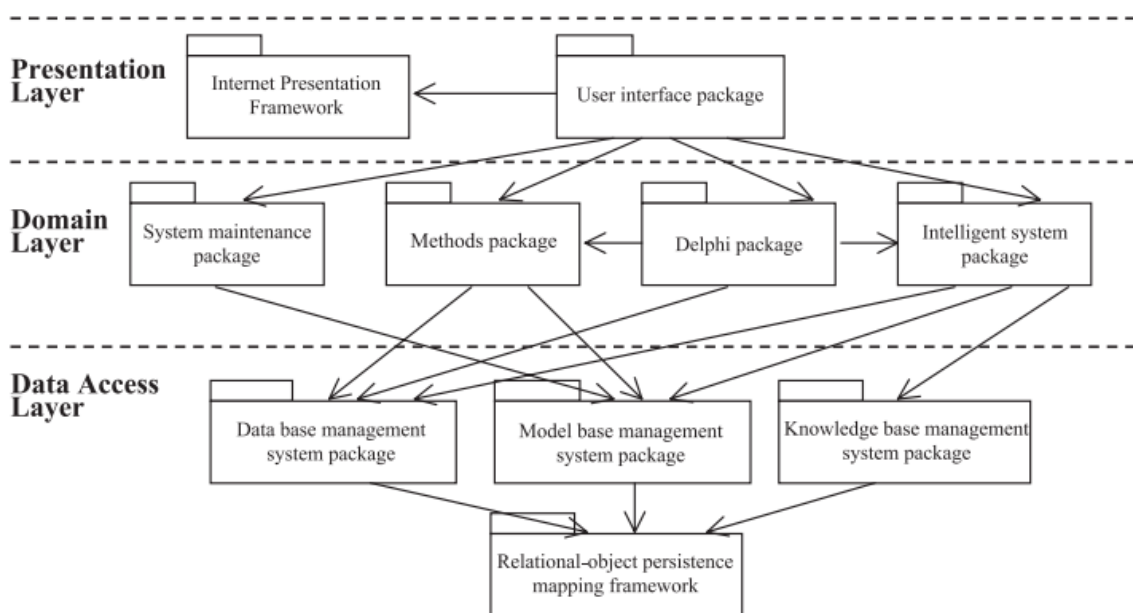 Presentation
Layer
Internet Presentation
Framework
User interface package
Domain
Layer
System maintenance
package
Methods package
Delphi package
Intelligent system
package
Data Access
Layer
Data base management
system package
Model base management
system package
Knowledge base management
system package
Relational-object persistence
mapping framework